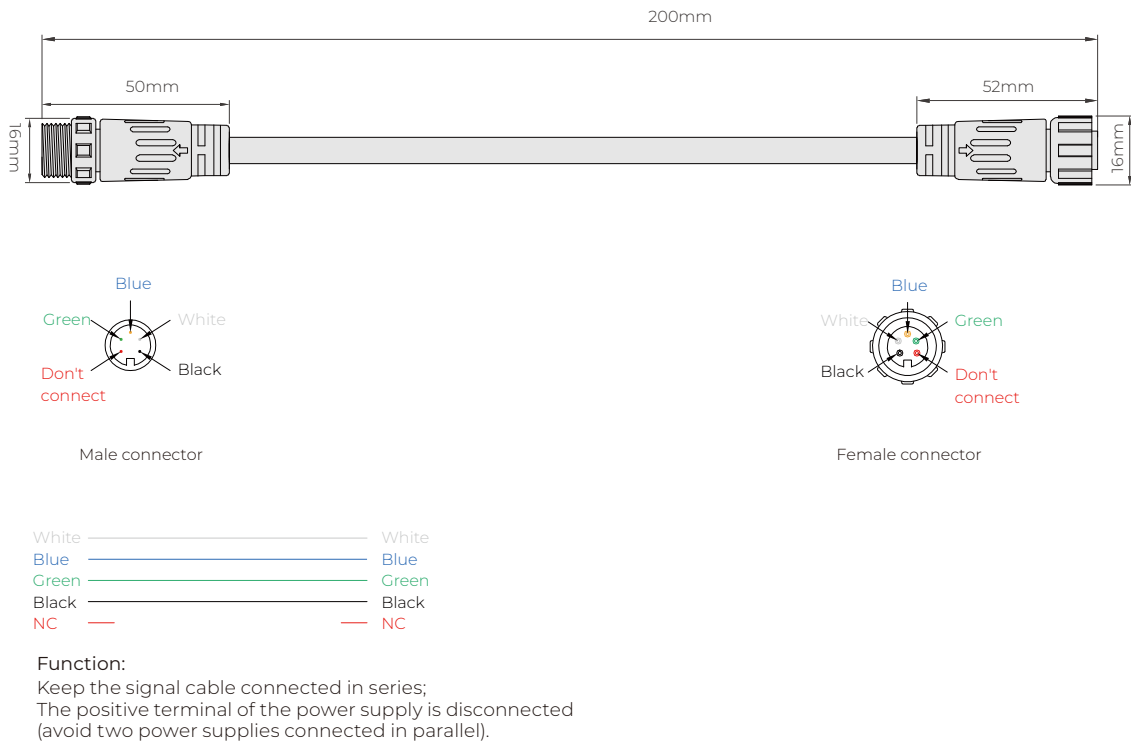 200mm
50mm
52mm
16mm
16mm
Blue
Green
White
Don't
connect
Black
Male connector
Blue
White
Green
Black
Don't
connect
Female connector
White White
Blue Blue
Green Green
Black Black
NC NC
Function:
Keep the signal cable connected in series;
The positive terminal of the power supply is disconnected
(avoid two power supplies connected in parallel).